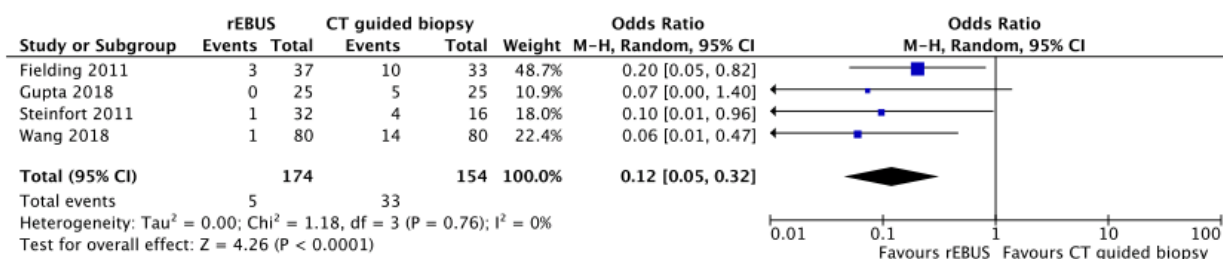 rEBUS CT guided biopsy Odds Ratio Odds Ratio
Study or Subgroup Events Total Events Total Weight M-H, Random, 95% CI M-H, Random, 95% CI
Fielding 2011 3 37 10 33 48.7% 0.20 [0.05, 0.82]
Gupta 2018 0 25 5 25 10.9% 0.07 [0.00, 1.40]
Steinfort 2011 1 32 4 16 18.0% 0.10 [0.01, 0.96]
Wang 2018 1 80 14 80 22.4% 0.06 [0.01, 0.47]
Total (95% CI) 174 154 100.0% 0.12 [0.05, 0.32]
Total events 5 33
Heterogeneity: Tau² = 0.00; Chi² = 1.18, df = 3 (P = 0.76); I² = 0%
Test for overall effect: Z = 4.26 (P < 0.0001)
0.01 0.1 1 10 100
Favours rEBUS Favours CT guided biopsy